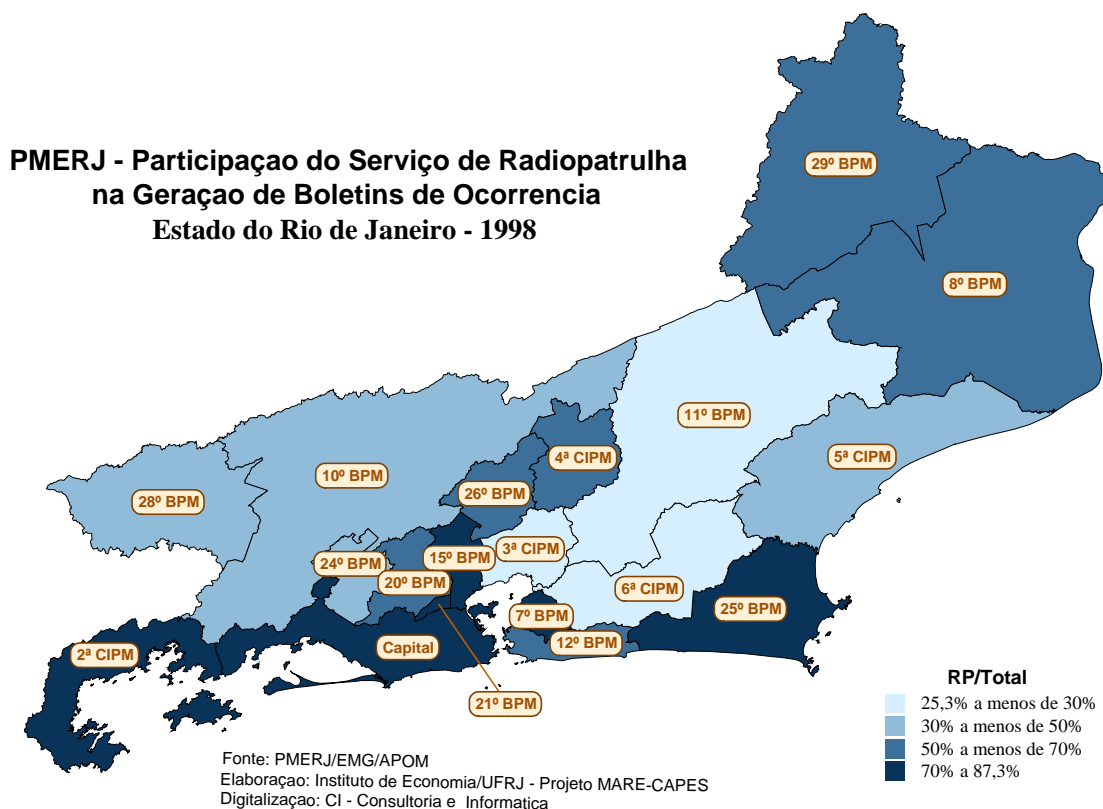 PMERJ - Participaçao do Serviço de Radiopatrulha
na Geraçao de Boletins de Ocorrencia
Estado do Rio de Janeiro - 1998
29º BPM
8º BPM
11º BPM
4ª CIPM
5ª CIPM
10º BPM
26º BPM
28º BPM
24º BPM
15º BPM
3ª CIPM
20º BPM
6ª CIPM
7º BPM
25º BPM
12º BPM
Capital
2ª CIPM
21º BPM
RP/Total
25,3% a menos de 30%
30% a menos de 50%
50% a menos de 70%
70% a 87,3%
Fonte: PMERJ/EMG/APOM
Elaboraçao: Instituto de Economia/UFRJ - Projeto MARE-CAPES
Digitalizaçao: CI - Consultoria e Informatica